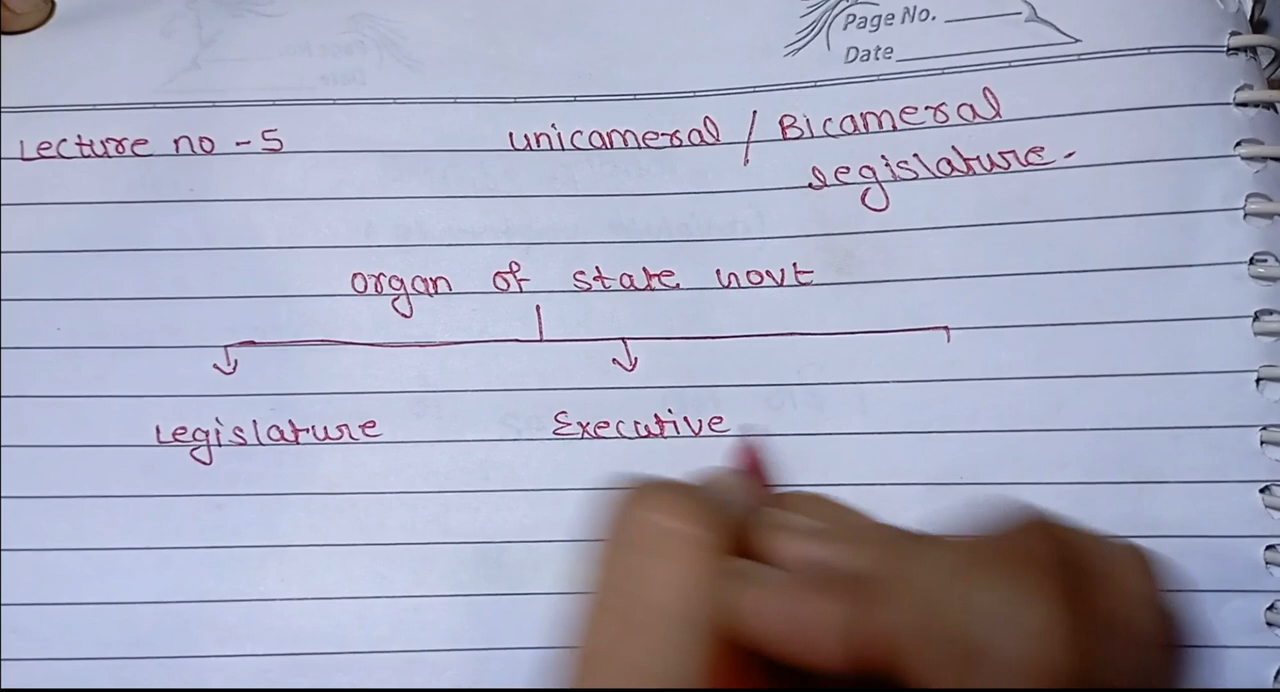 Page No.
Date
Lecture no - 5
unicameral / Bicameral
legislature.
organ of state Govt
Legislature Executive